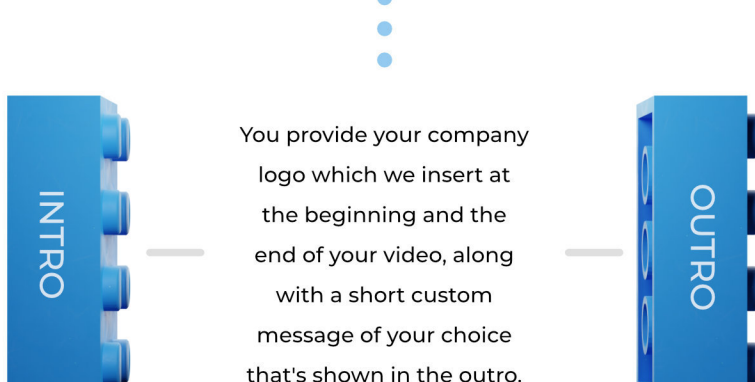 You provide your company
logo which we insert at
the beginning and the
end of your video, along
with a short custom
message of your choice
that's shown in the outro.
INTRO
OUTRO